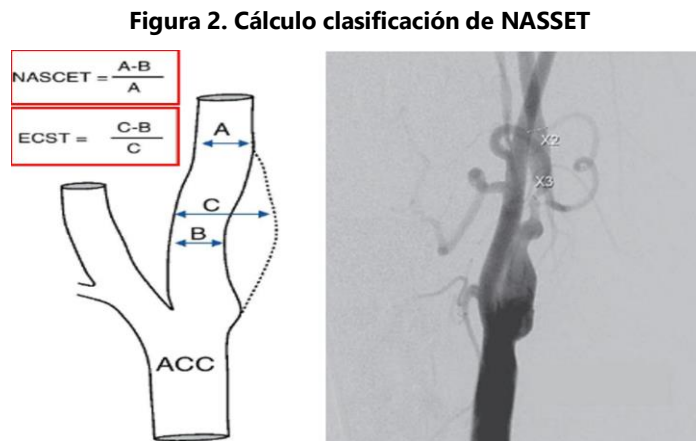 Figura 2. Cálculo clasificación de NASSET
NASCET = A-B
A
ECST = C-B
C
A
C
B
ACC
X2
X3